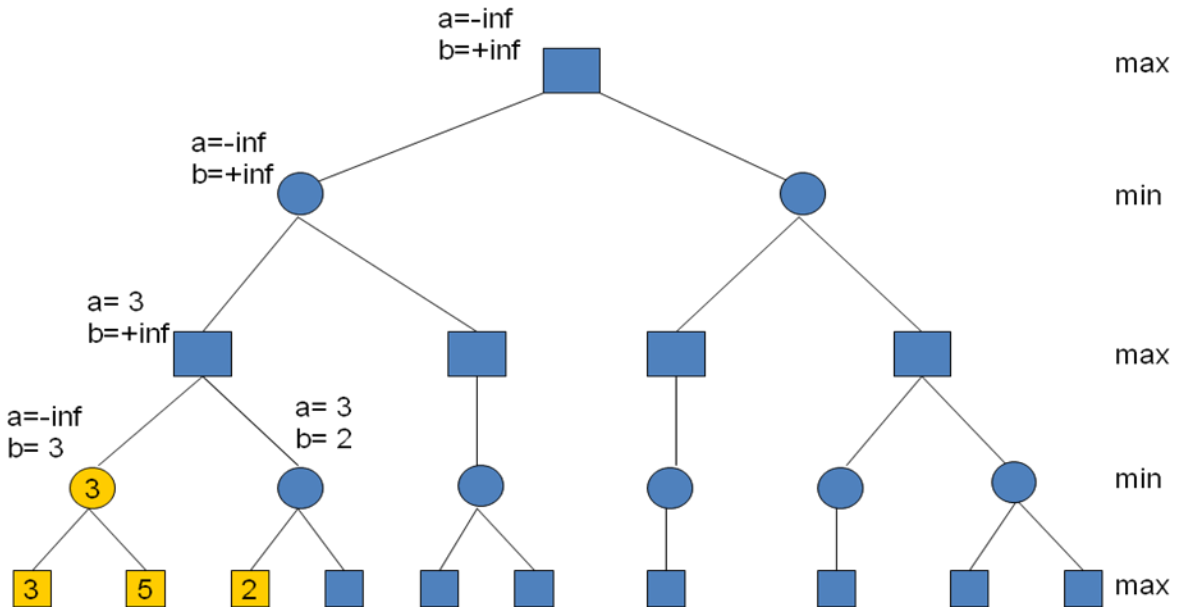 a=-inf
b=+inf
max
a=-inf
b=+inf
min
a= 3
b=+inf
max
a=-inf
b= 3
a= 3
b= 2
3
min
3
5
2
max